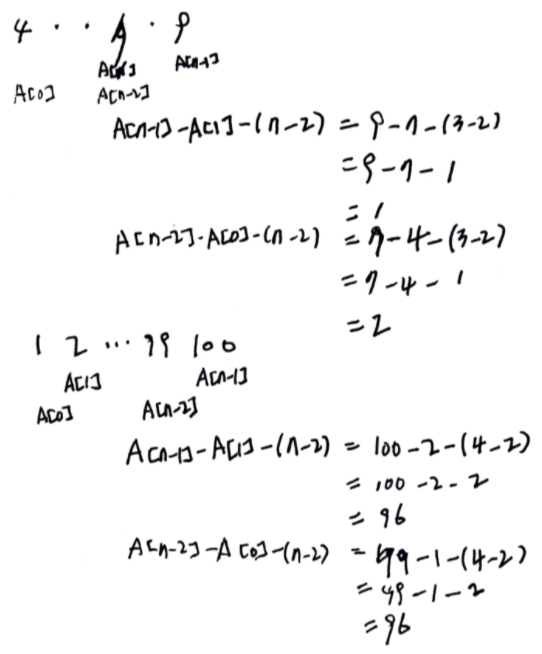 4 . . 7 . 9
A[1] A[n-1]
A[0] A[n-2]
A[n-1]-A[1]-(n-2) = 9-7-(3-2)
= 9-7-1
= 1
A[n-2]-A[0]-(n-2) = 7-4-(3-2)
= 7-4-1
= 2
1 2 ... 99 100
A[1] A[n-1]
A[0] A[n-2]
A[n-1]-A[1]-(n-2) = 100-2-(4-2)
= 100-2-2
= 96
A[n-2]-A[0]-(n-2) = 99-1-(4-2)
= 99-1-2
= 96